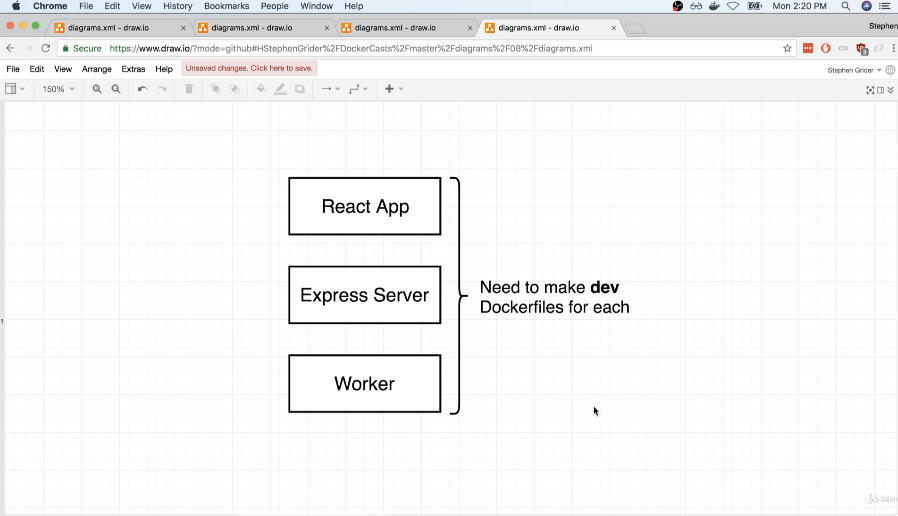 Chrome File Edit View History Bookmarks People Window Help Mon 2:20 PM
diagrams.xml - draw.io diagrams.xml - draw.io diagrams.xml - draw.io diagrams.xml - draw.io Stephen
Secure https://www.draw.io/?mode=github#HStephenGrider%2FDockerCasts%2Fmaster%2Fdiagrams%2F08%2Fdiagrams.xml
File Edit View Arrange Extras Help Unsaved changes. Click here to save. Stephen Grider
150%
React App
Express Server
Need to make dev
Dockerfiles for each
Worker